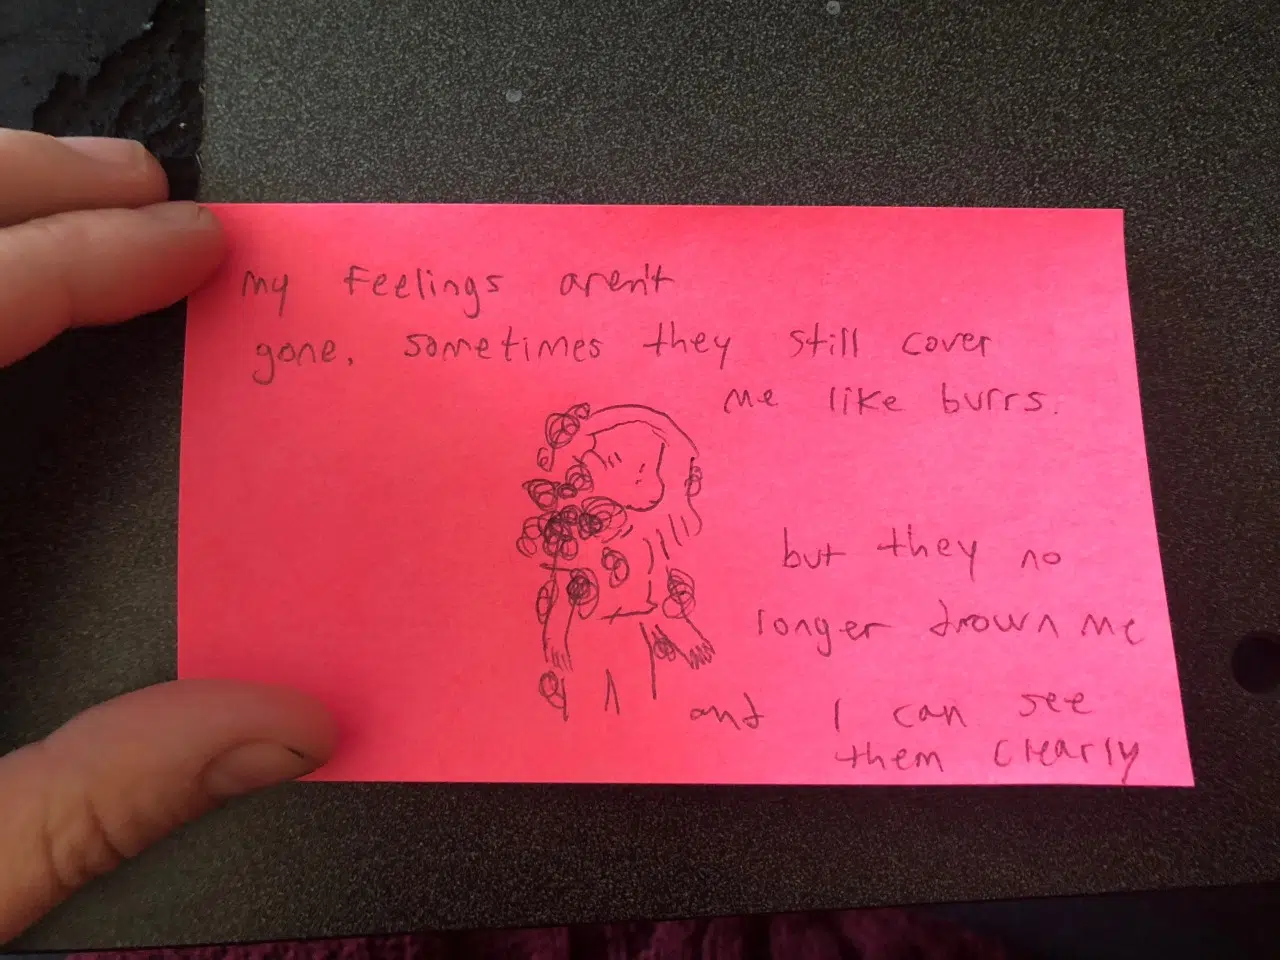 my feelings aren't
gone. sometimes they still cover
me like burrs.
but they no
longer drown me
and I can see
them clearly